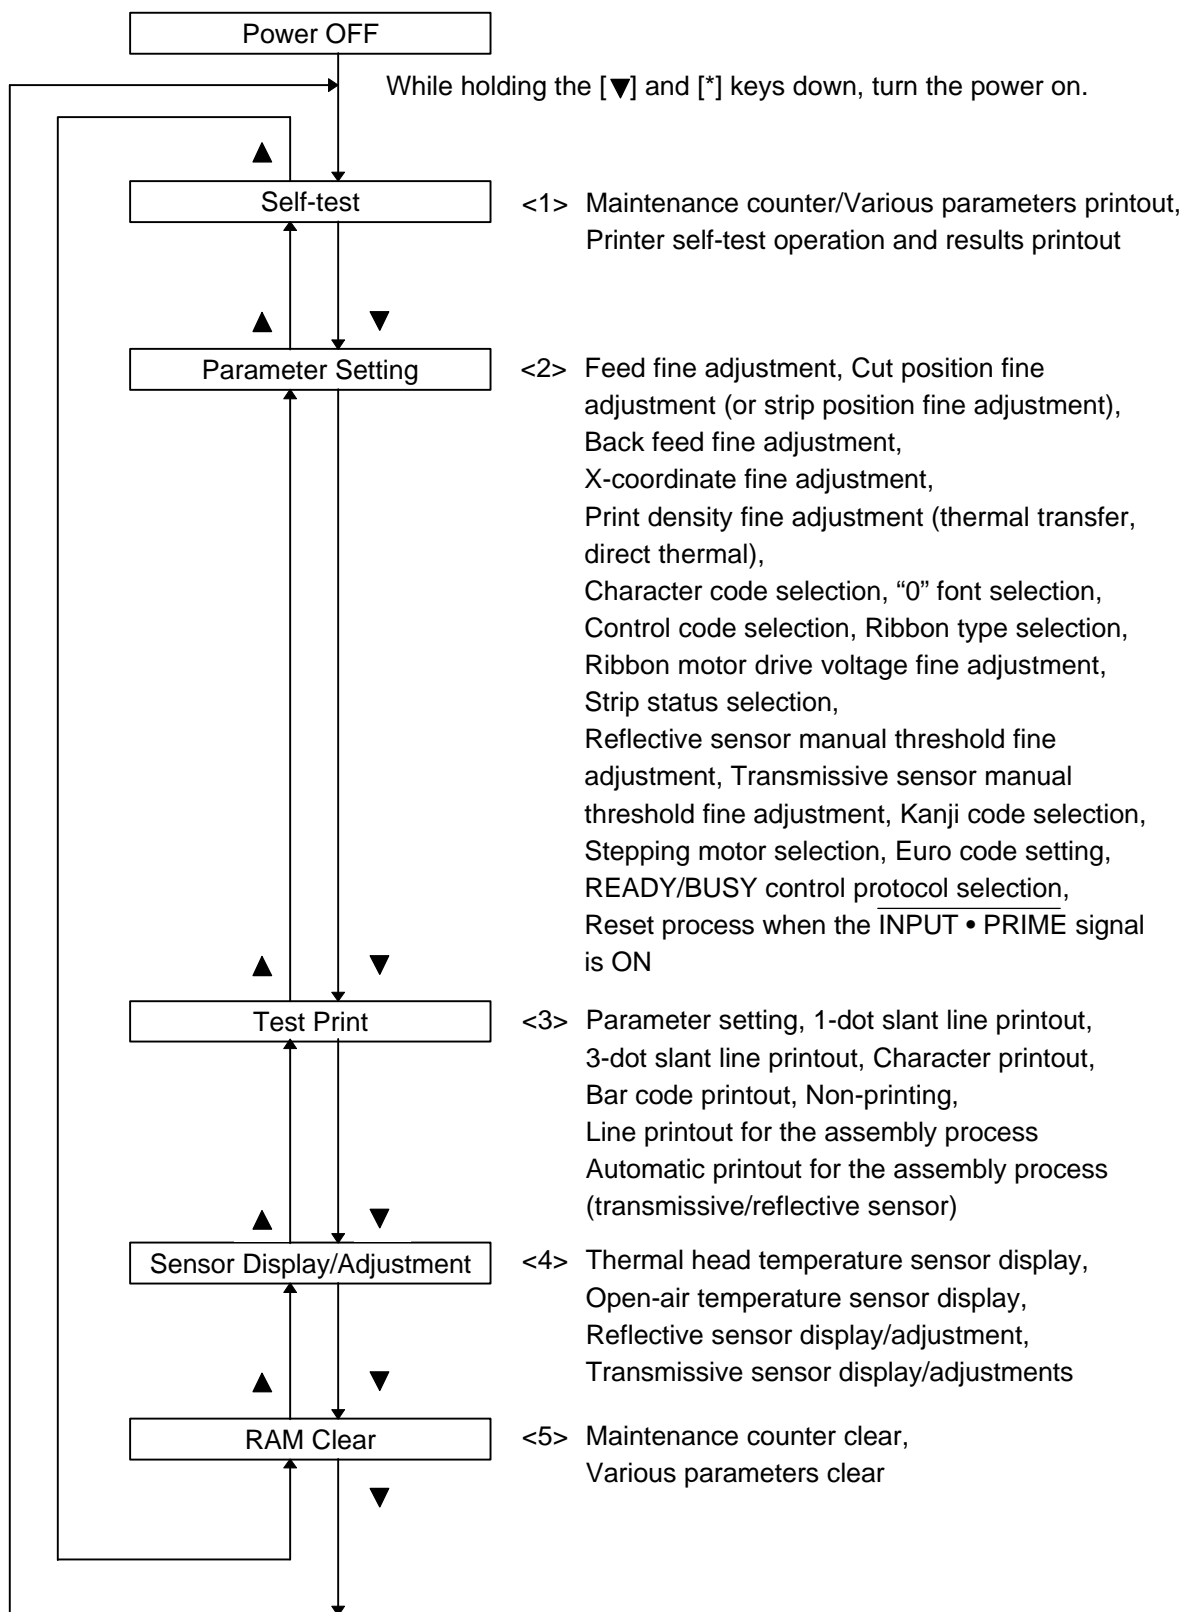 Power OFF
While holding the [▼] and [*] keys down, turn the power on.
▲
Self-test
<1> Maintenance counter/Various parameters printout,
Printer self-test operation and results printout
▲ ▼
Parameter Setting
<2> Feed fine adjustment, Cut position fine
adjustment (or strip position fine adjustment),
Back feed fine adjustment,
X-coordinate fine adjustment,
Print density fine adjustment (thermal transfer,
direct thermal),
Character code selection, “0” font selection,
Control code selection, Ribbon type selection,
Ribbon motor drive voltage fine adjustment,
Strip status selection,
Reflective sensor manual threshold fine
adjustment, Transmissive sensor manual
threshold fine adjustment, Kanji code selection,
Stepping motor selection, Euro code setting,
READY/BUSY control protocol selection,
Reset process when the INPUT • PRIME signal
is ON
▲ ▼
Test Print
<3> Parameter setting, 1-dot slant line printout,
3-dot slant line printout, Character printout,
Bar code printout, Non-printing,
Line printout for the assembly process
Automatic printout for the assembly process
(transmissive/reflective sensor)
▲ ▼
Sensor Display/Adjustment
<4> Thermal head temperature sensor display,
Open-air temperature sensor display,
Reflective sensor display/adjustment,
Transmissive sensor display/adjustments
▲ ▼
RAM Clear
<5> Maintenance counter clear,
Various parameters clear
▼